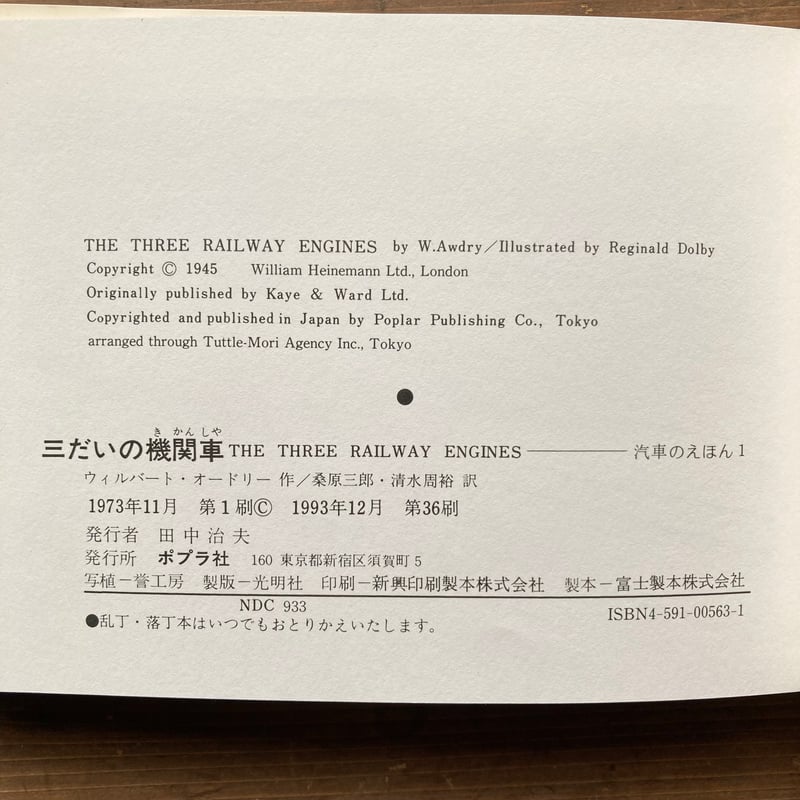 THE THREE RAILWAY ENGINES by W.Awdry／Illustrated by Reginald Dolby
Copyright © 1945 William Heinemann Ltd., London
Originally published by Kaye & Ward Ltd.
Copyrighted and published in Japan by Poplar Publishing Co., Tokyo
arranged through Tuttle-Mori Agency Inc., Tokyo
●
き かん しや
三だいの機関車 THE THREE RAILWAY ENGINES ──── 汽車のえほん 1
ウィルバート・オードリー 作／桑原三郎・清水周裕 訳
1973年11月 第1刷© 1993年12月 第36刷
発行者 田中治夫
発行所 ポプラ社 160 東京都新宿区須賀町5
写植－誉工房 製版－光明社 印刷－新興印刷製本株式会社 製本－富士製本株式会社
NDC 933 ISBN4-591-00563-1
●乱丁・落丁本はいつでもおとりかえいたします。